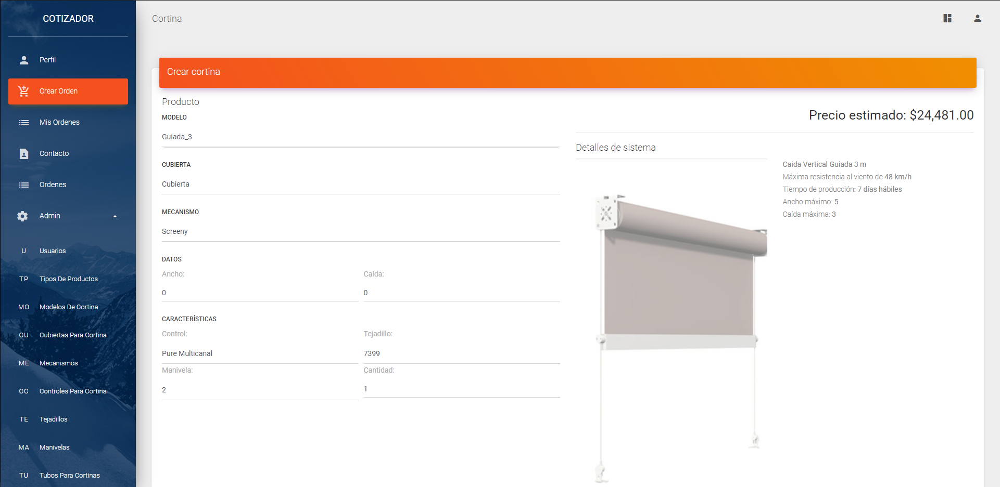 COTIZADOR
Perfil
Crear Orden
Mis Ordenes
Contacto
Ordenes
Admin
U Usuarios
TP Tipos De Productos
MO Modelos De Cortina
CU Cubiertas Para Cortina
ME Mecanismos
CC Controles Para Cortina
TE Tejadillos
MA Manivelas
TU Tubos Para Cortinas
Cortina
Crear cortina
Producto
MODELO
Guiada_3
CUBIERTA
Cubierta
MECANISMO
Screeny
DATOS
Ancho: Caida:
0 0
CARACTERÍSTICAS
Control: Tejadillo:
Pure Multicanal 7399
Manivela: Cantidad:
2 1
Precio estimado: $24,481.00
Detalles de sistema
Caida Vertical Guiada 3 m
Máxima resistencia al viento de 48 km/h
Tiempo de producción: 7 días hábiles
Ancho máximo: 5
Caída máxima: 3